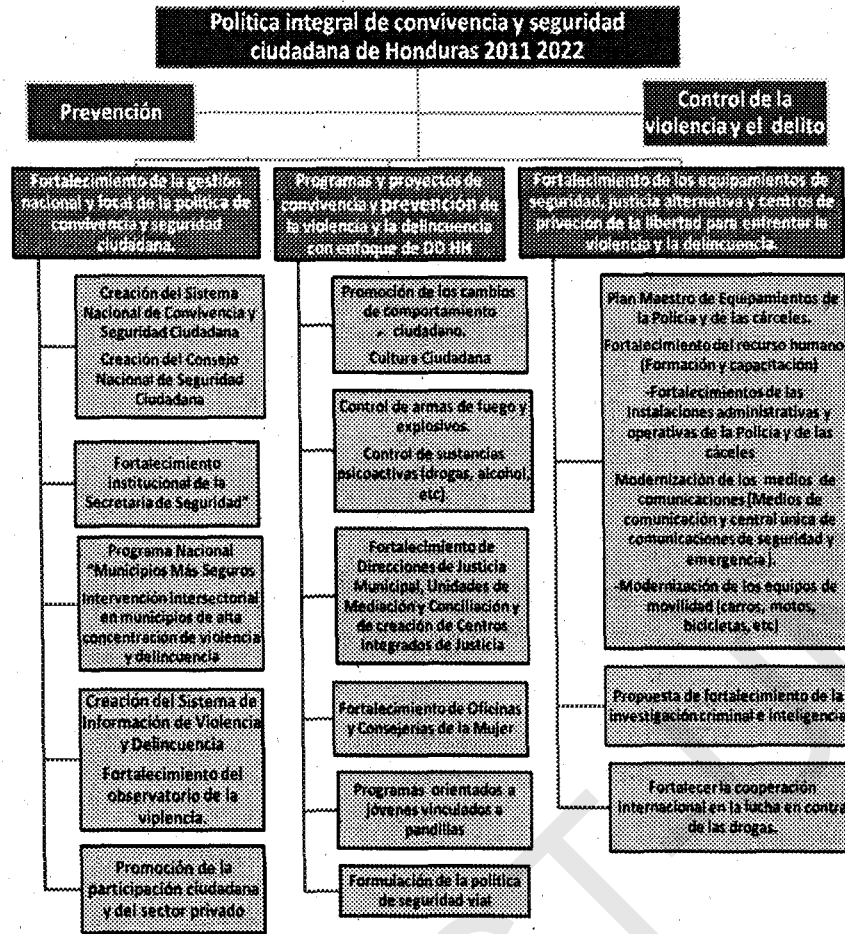 Política integral de convivencia y seguridad
ciudadana de Honduras 2011 2022
Prevención
Control de la
violencia y el delito
Fortalecimiento de la gestión
nacional y local de la política de
convivencia y seguridad
ciudadana.
Creación del Sistema
Nacional de Convivencia y
Seguridad Ciudadana
Creación del Consejo
Nacional de Seguridad
Ciudadana
Fortalecimiento
institucional de la
Secretaria de Seguridad"
Programa Nacional
"Municipios Más Seguros
Intervención Intersectorial
en municipios de alta
concentración de violencia
y delincuencia
Creación del Sistema de
Información de Violencia
y Delincuencia
Fortalecimiento del
observatorio de la
violencia.
Promoción de la
participación ciudadana
y del sector privado
Programas y proyectos de
convivencia y prevención de
la violencia y la delincuencia
con enfoque de DD HH
Promoción de los cambios
de comportamiento
ciudadano.
Cultura Ciudadana
Control de armas de fuego y
explosivos.
Control de sustancias
psicoactivas (drogas, alcohol,
etc)
Fortalecimiento de
Direcciones de Justicia
Municipal, Unidades de
Mediación y Conciliación y
de creación de Centros
Integrados de Justicia
Fortalecimiento de Oficinas
y Consejerías de la Mujer
Programas orientados a
jóvenes vinculados a
pandillas
Formulación de la política
de seguridad vial
Fortalecimiento de los equipamientos de
seguridad, justicia alternativa y centros de
privación de la libertad para enfrentar la
violencia y la delincuencia.
Plan Maestro de Equipamientos de
la Policía y de las cárceles.
Fortalecimiento del recurso humano
(Formación y capacitación)
-Fortalecimientos de las
Instalaciones administrativas y
operativas de la Policía y de las
cáceles
Modernización de los medios de
comunicaciones (Medios de
comunicación y central única de
comunicaciones de seguridad y
emergencia).
-Modernización de los equipos de
movilidad (carros, motos,
bicicletas, etc)
Propuesta de fortalecimiento de la
investigación criminal e inteligencia
Fortalecer la cooperación
internacional en la lucha en contra
de las drogas.